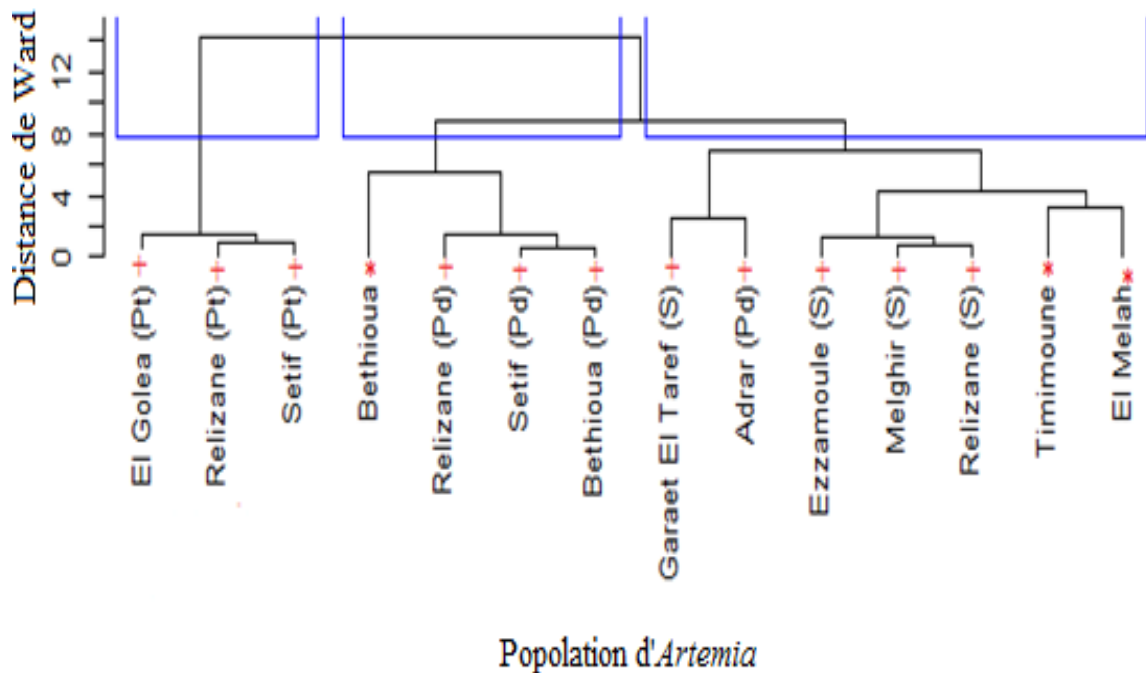 Distance de Ward
12
8
4
0
El Golea (Pt) +
Relizane (Pt) +
Setif (Pt) +
Bethioua *
Relizane (Pd) +
Setif (Pd) +
Bethioua (Pd) +
Garaet El Taref (S) +
Adrar (Pd) +
Ezzamoule (S) +
Melghir (S) +
Relizane (S) +
Timimoune *
El Melah *
Popolation d'Artemia